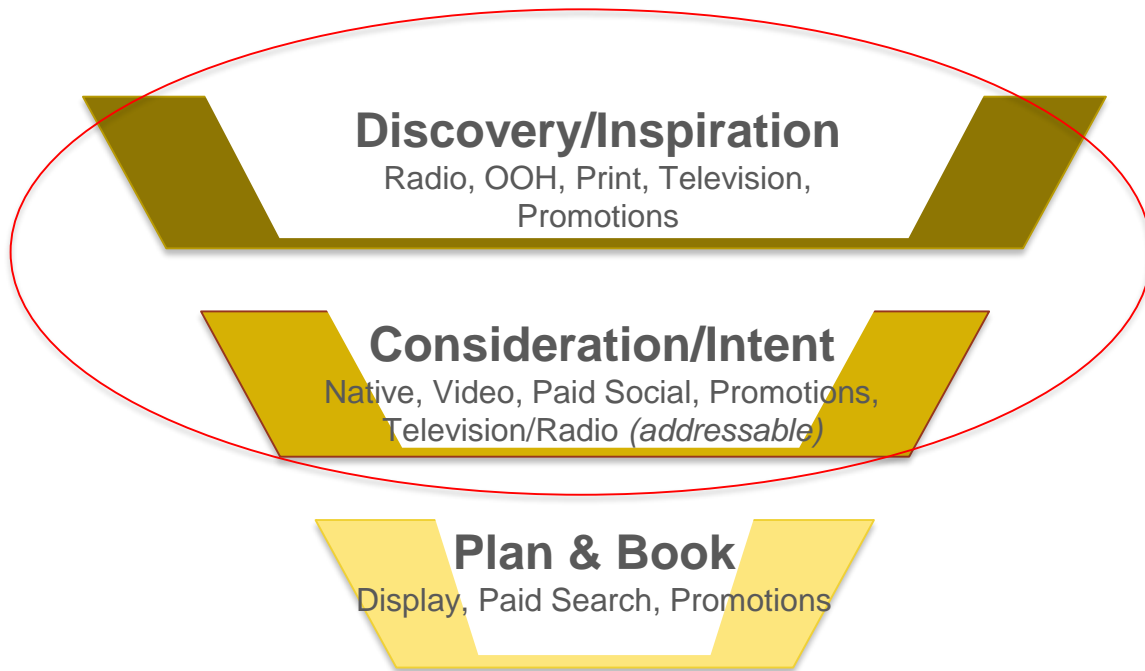 Discovery/Inspiration
Radio, OOH, Print, Television,
Promotions
Consideration/Intent
Native, Video, Paid Social, Promotions,
Television/Radio (addressable)
Plan & Book
Display, Paid Search, Promotions